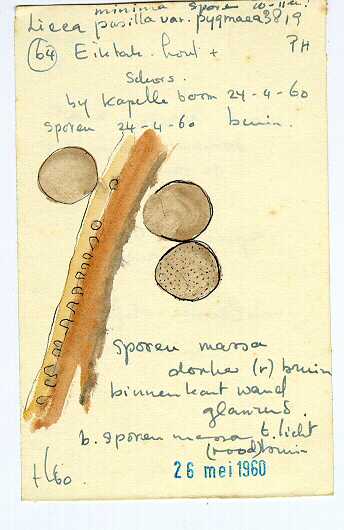 minima sporen 10-11 u.
Licea pusilla var. pygmaea 3819
(64) Eiktak. hout + PH
Schors.
by Kapelle boom 24-4-60
sporen 24-4-60 bruin.
sporen massa
donker (r) bruin
binnenkant wand
glanzend.
b. sporen massa t. licht
(rood) bruin
26 mei 1960